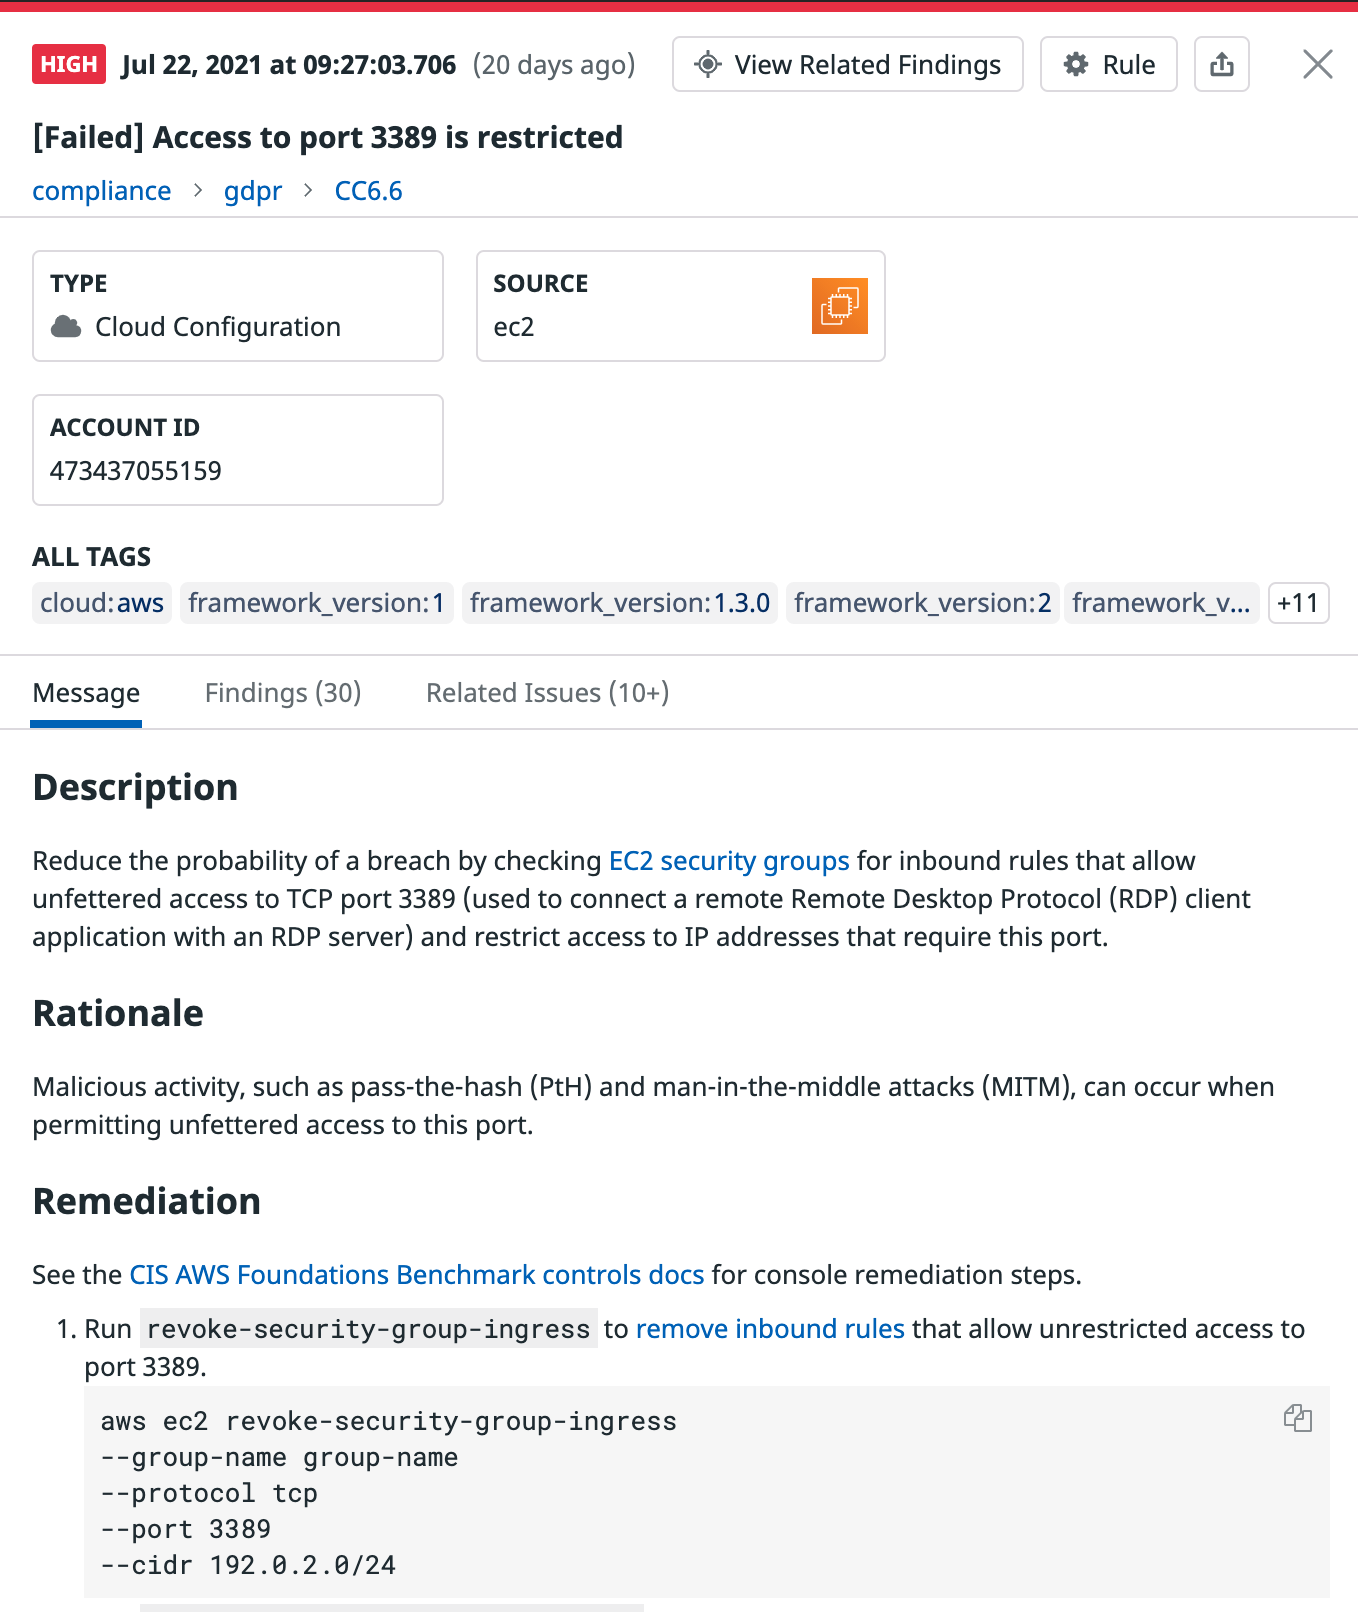 HIGH Jul 22, 2021 at 09:27:03.706 (20 days ago) View Related Findings Rule
[Failed] Access to port 3389 is restricted
compliance > gdpr > CC6.6
TYPE
Cloud Configuration
SOURCE
ec2
ACCOUNT ID
473437055159
ALL TAGS
cloud:aws framework_version:1 framework_version:1.3.0 framework_version:2 framework_v... +11
Message Findings (30) Related Issues (10+)
Description
Reduce the probability of a breach by checking EC2 security groups for inbound rules that allow
unfettered access to TCP port 3389 (used to connect a remote Remote Desktop Protocol (RDP) client
application with an RDP server) and restrict access to IP addresses that require this port.
Rationale
Malicious activity, such as pass-the-hash (PtH) and man-in-the-middle attacks (MITM), can occur when
permitting unfettered access to this port.
Remediation
See the CIS AWS Foundations Benchmark controls docs for console remediation steps.
1. Run revoke-security-group-ingress to remove inbound rules that allow unrestricted access to
port 3389.
aws ec2 revoke-security-group-ingress
--group-name group-name
--protocol tcp
--port 3389
--cidr 192.0.2.0/24